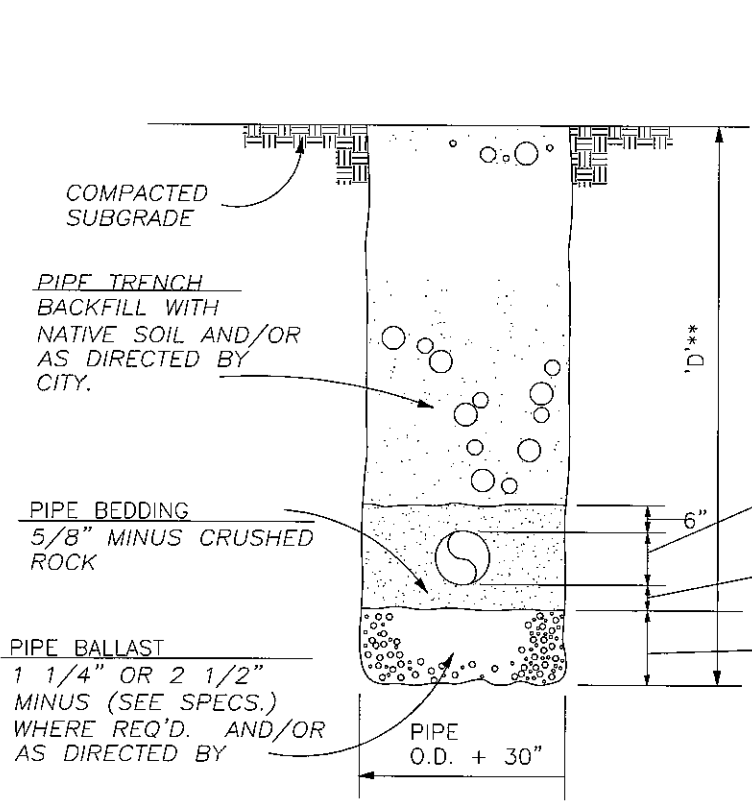 COMPACTED
SUBGRADE
PIPE TRENCH
BACKFILL WITH
NATIVE SOIL AND/OR
AS DIRECTED BY
CITY.
'D'**
PIPE BEDDING
5/8" MINUS CRUSHED
ROCK
6"
PIPE BALLAST
1 1/4" OR 2 1/2"
MINUS (SEE SPECS.)
WHERE REQ'D. AND/OR
AS DIRECTED BY
PIPE
O.D. + 30"